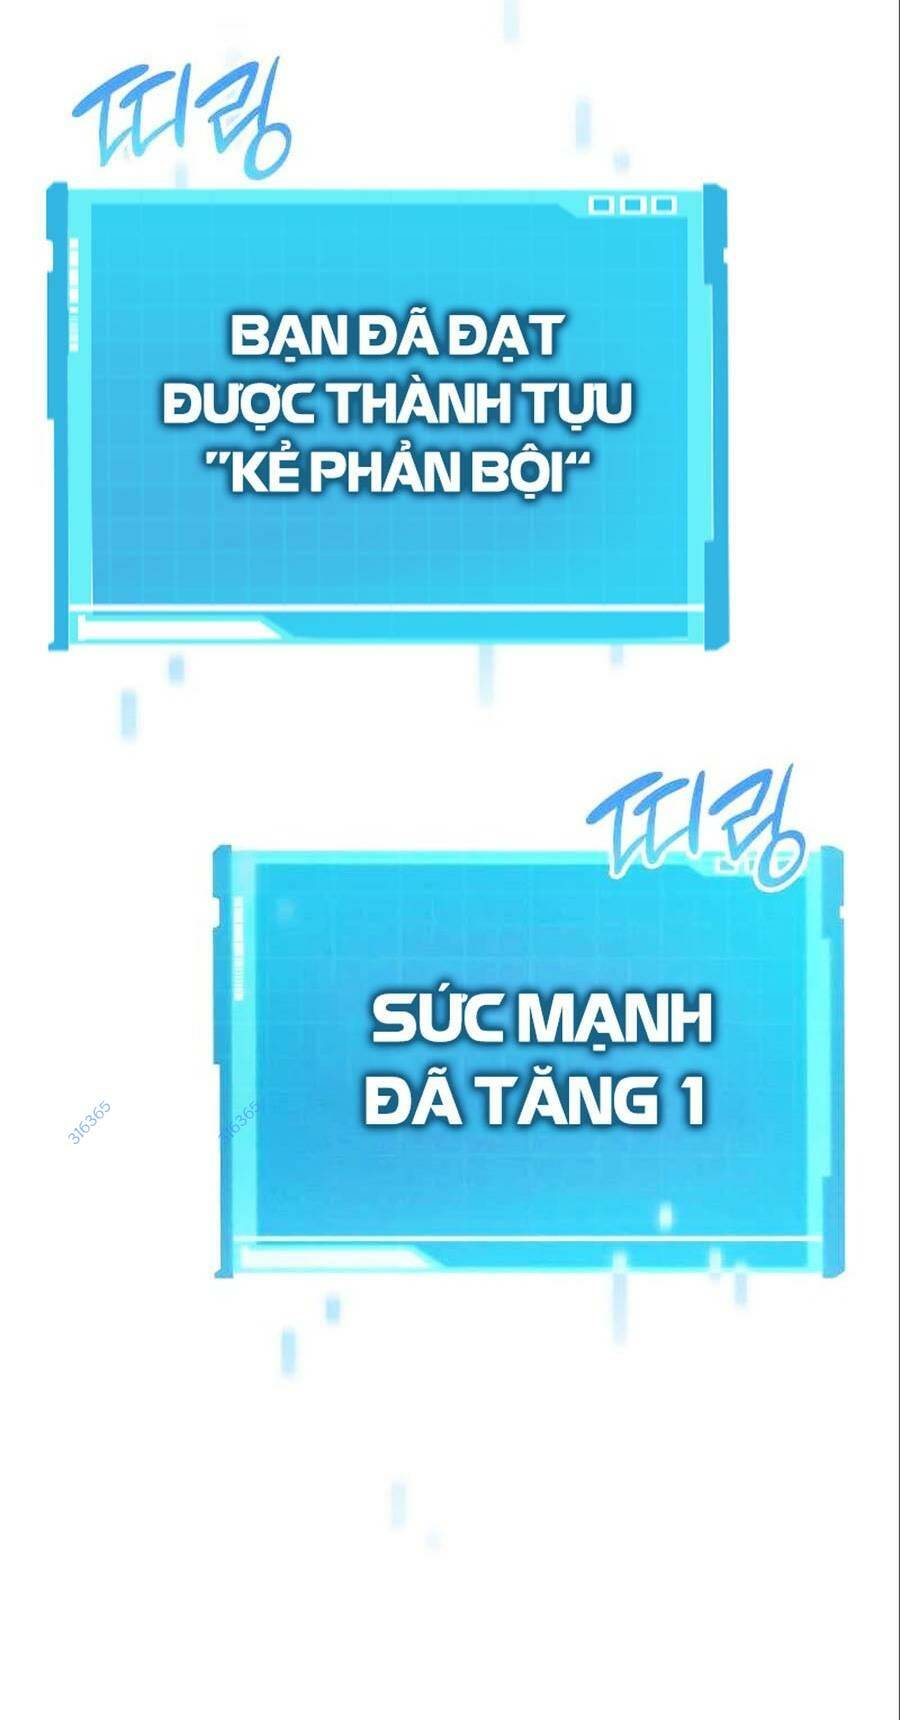 띠링
BẠN ĐÃ ĐẠT
ĐƯỢC THÀNH TỰU
"KẺ PHẢN BỘI"
띠링
SỨC MẠNH
ĐÃ TĂNG 1
316365
316365